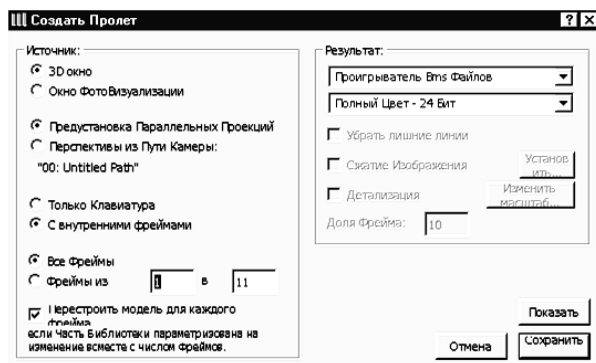 Создать Пролет
Источник:
3D окно
Окно ФотоВизуализации
Предустановка Параллельных Проекций
Перспективы из Пути Камеры:
"00: Untitled Path"
Только Клавиатура
С внутренними фреймами
Все Фреймы
Фреймы из 1 в 11
Перестроить модель для каждого
фрейма
если Часть Библиотеки параметризована на
изменение всместе с числом фреймов.
Результат:
Проигрыватель Bms Файлов
Полный Цвет - 24 Бит
Убрать лишние линии
Сжатие Изображения
Установ
ить...
Детализация
Изменить
масштаб...
Доля Фрейма: 10
Показать
Отмена
Сохранить